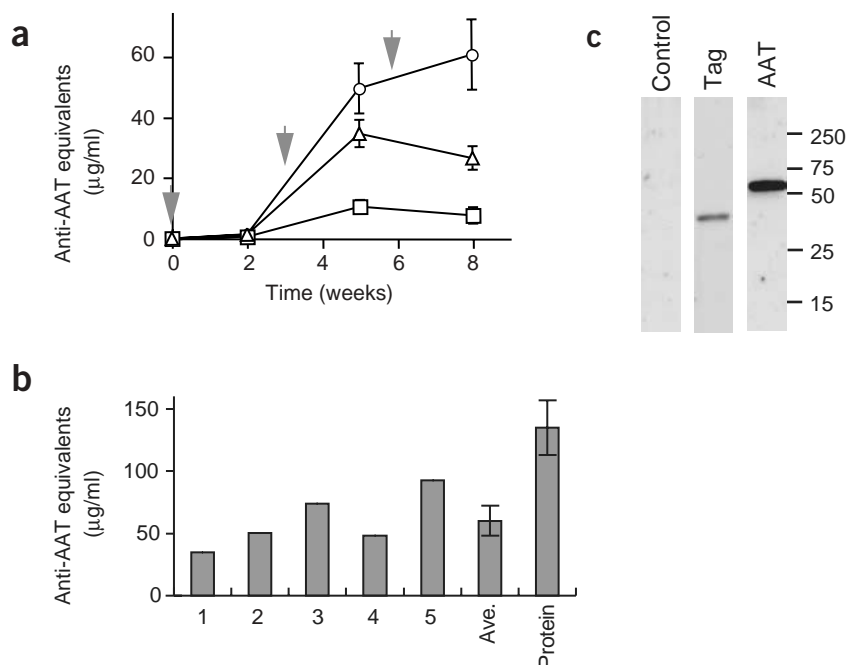 a
Anti-AAT equivalents
(µg/ml)
60
40
20
0
0
2
4
6
8
Time (weeks)
b
Anti-AAT equivalents
(µg/ml)
150
100
50
0
1
2
3
4
5
Ave.
Protein
c
Control
Tag
AAT
250
75
50
25
15